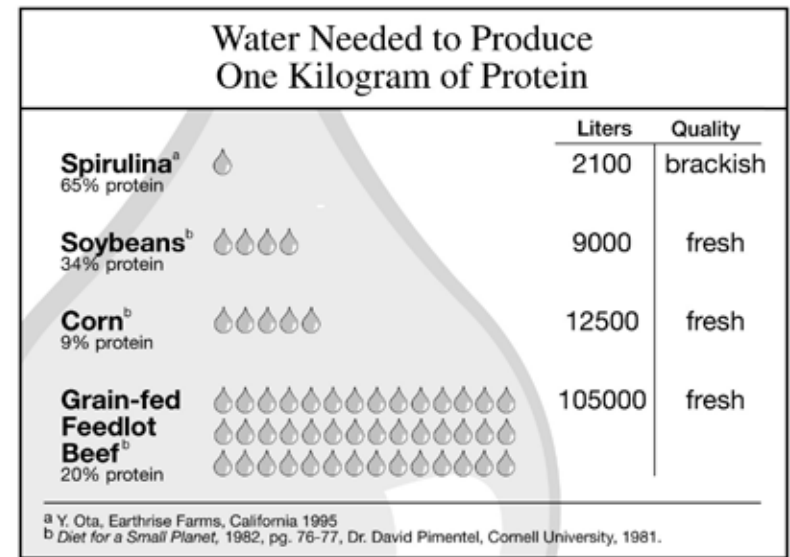 Water Needed to Produce
One Kilogram of Protein
Liters Quality
Spirulinaᵃ 2100 brackish
65% protein
Soybeansᵇ 9000 fresh
34% protein
Cornᵇ 12500 fresh
9% protein
Grain-fed 105000 fresh
Feedlot
Beefᵇ
20% protein
a Y. Ota, Earthrise Farms, California 1995
b Diet for a Small Planet, 1982, pg. 76-77, Dr. David Pimentel, Cornell University, 1981.